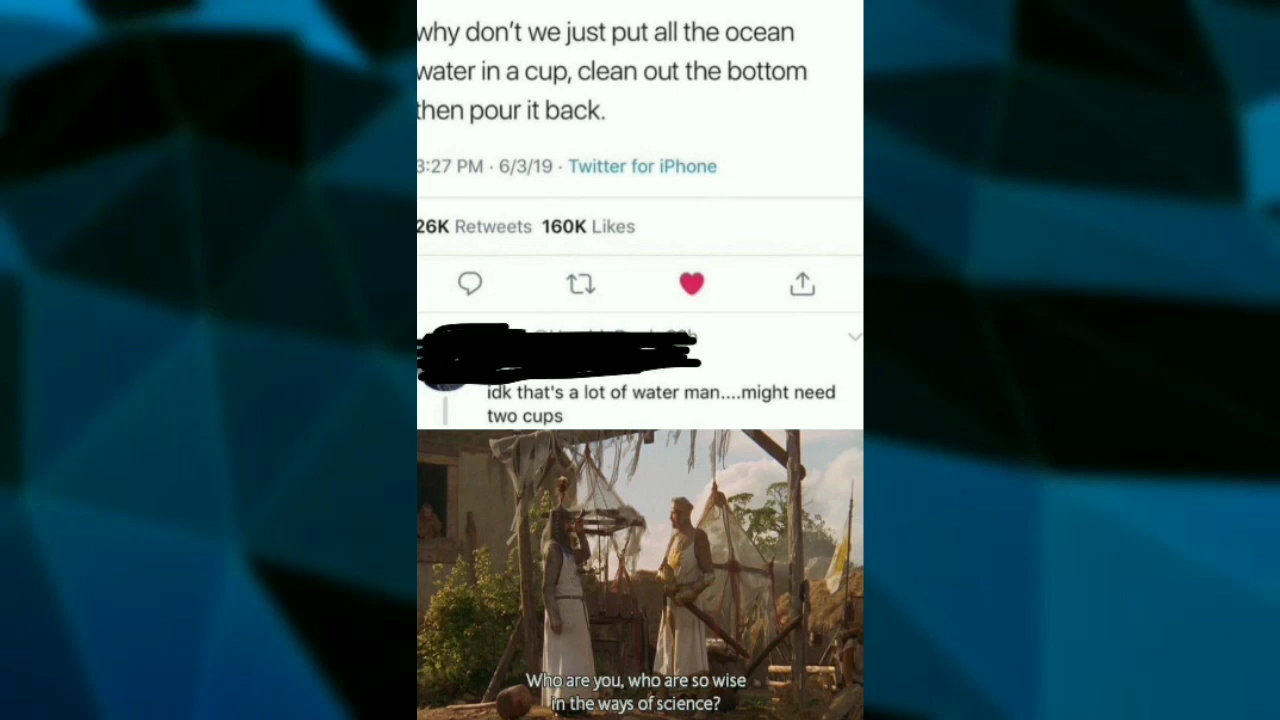 why don't we just put all the ocean
water in a cup, clean out the bottom
then pour it back.
3:27 PM · 6/3/19 · Twitter for iPhone
26K Retweets 160K Likes
idk that's a lot of water man....might need
two cups
Who are you, who are so wise
in the ways of science?